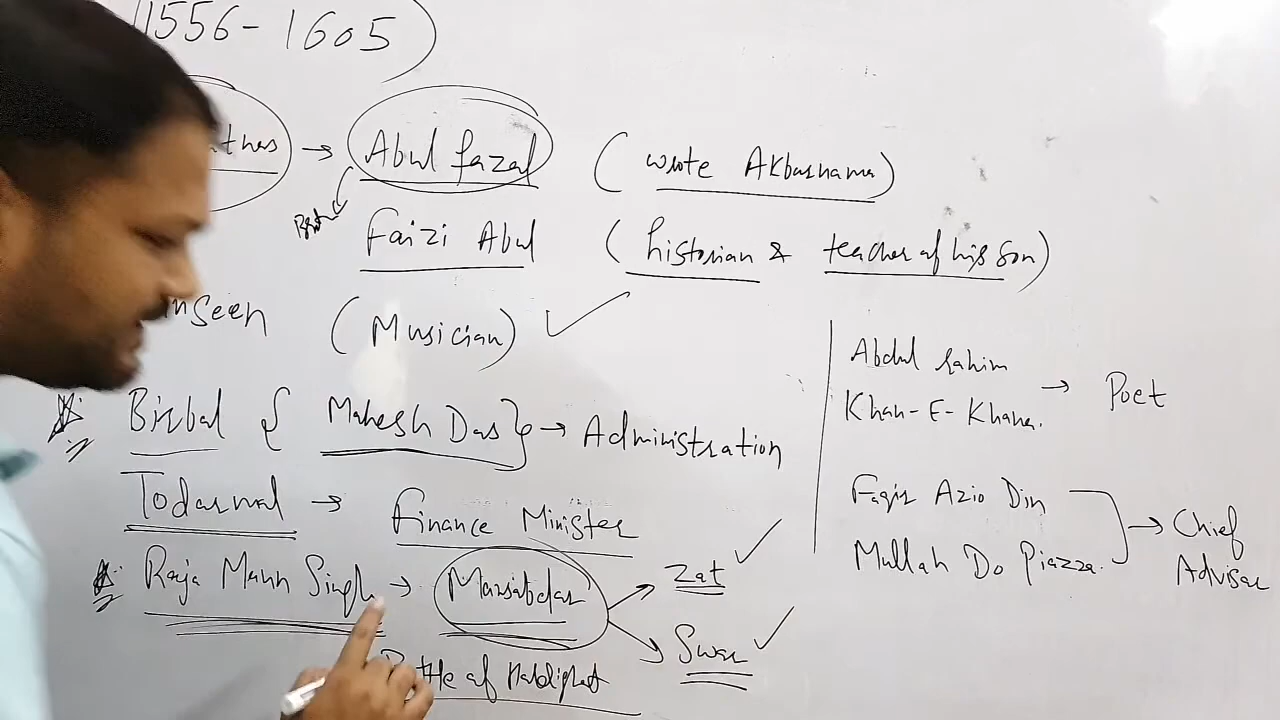 (1556-1605)
→ Abul fazal (wrote Akbarnama)
Faizi Abul (historian & teacher of his son)
nseen (Musician) ✓
Birbal { Mahesh Das} → Administration
Todarmal → finance Minister
Raja Mann Singh → Mansabdar → Zat ✓
→ Swar ✓
Battle of Haldighat
Abdul rahim
Khan-E-Khana. → Poet
Faqir Azio Din
Mullah Do Piazza. → Chief
Advisar